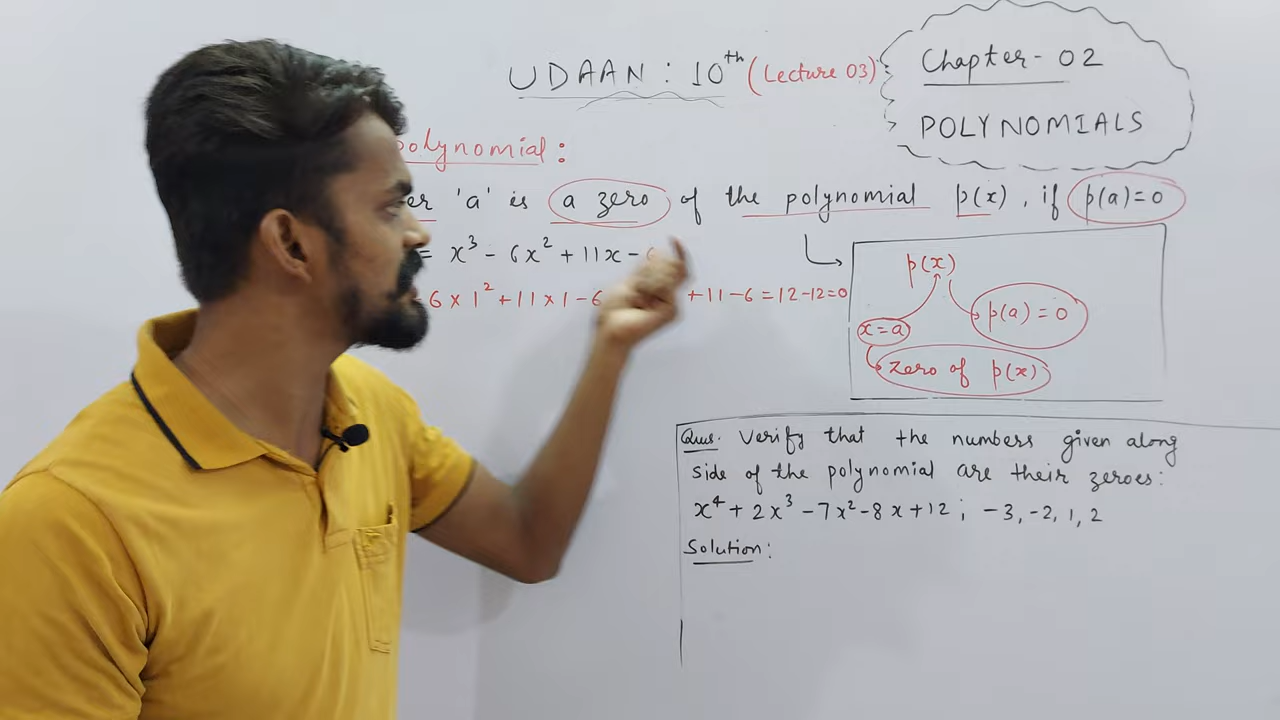 UDAAN : 10th (Lecture 03)
Chapter - 02
POLYNOMIALS
polynomial :
'a' is a zero of the polynomial p(x), if p(a)=0
= x³ - 6x² + 11x - 6
6 × 1² + 11 × 1 - 6 + 11 - 6 = 12 - 12 = 0
p(x)
x = a
p(a) = 0
Zero of p(x)
Ques. Verify that the numbers given along
side of the polynomial are their zeroes:
x⁴ + 2x³ - 7x² - 8x + 12 ; -3, -2, 1, 2
Solution: